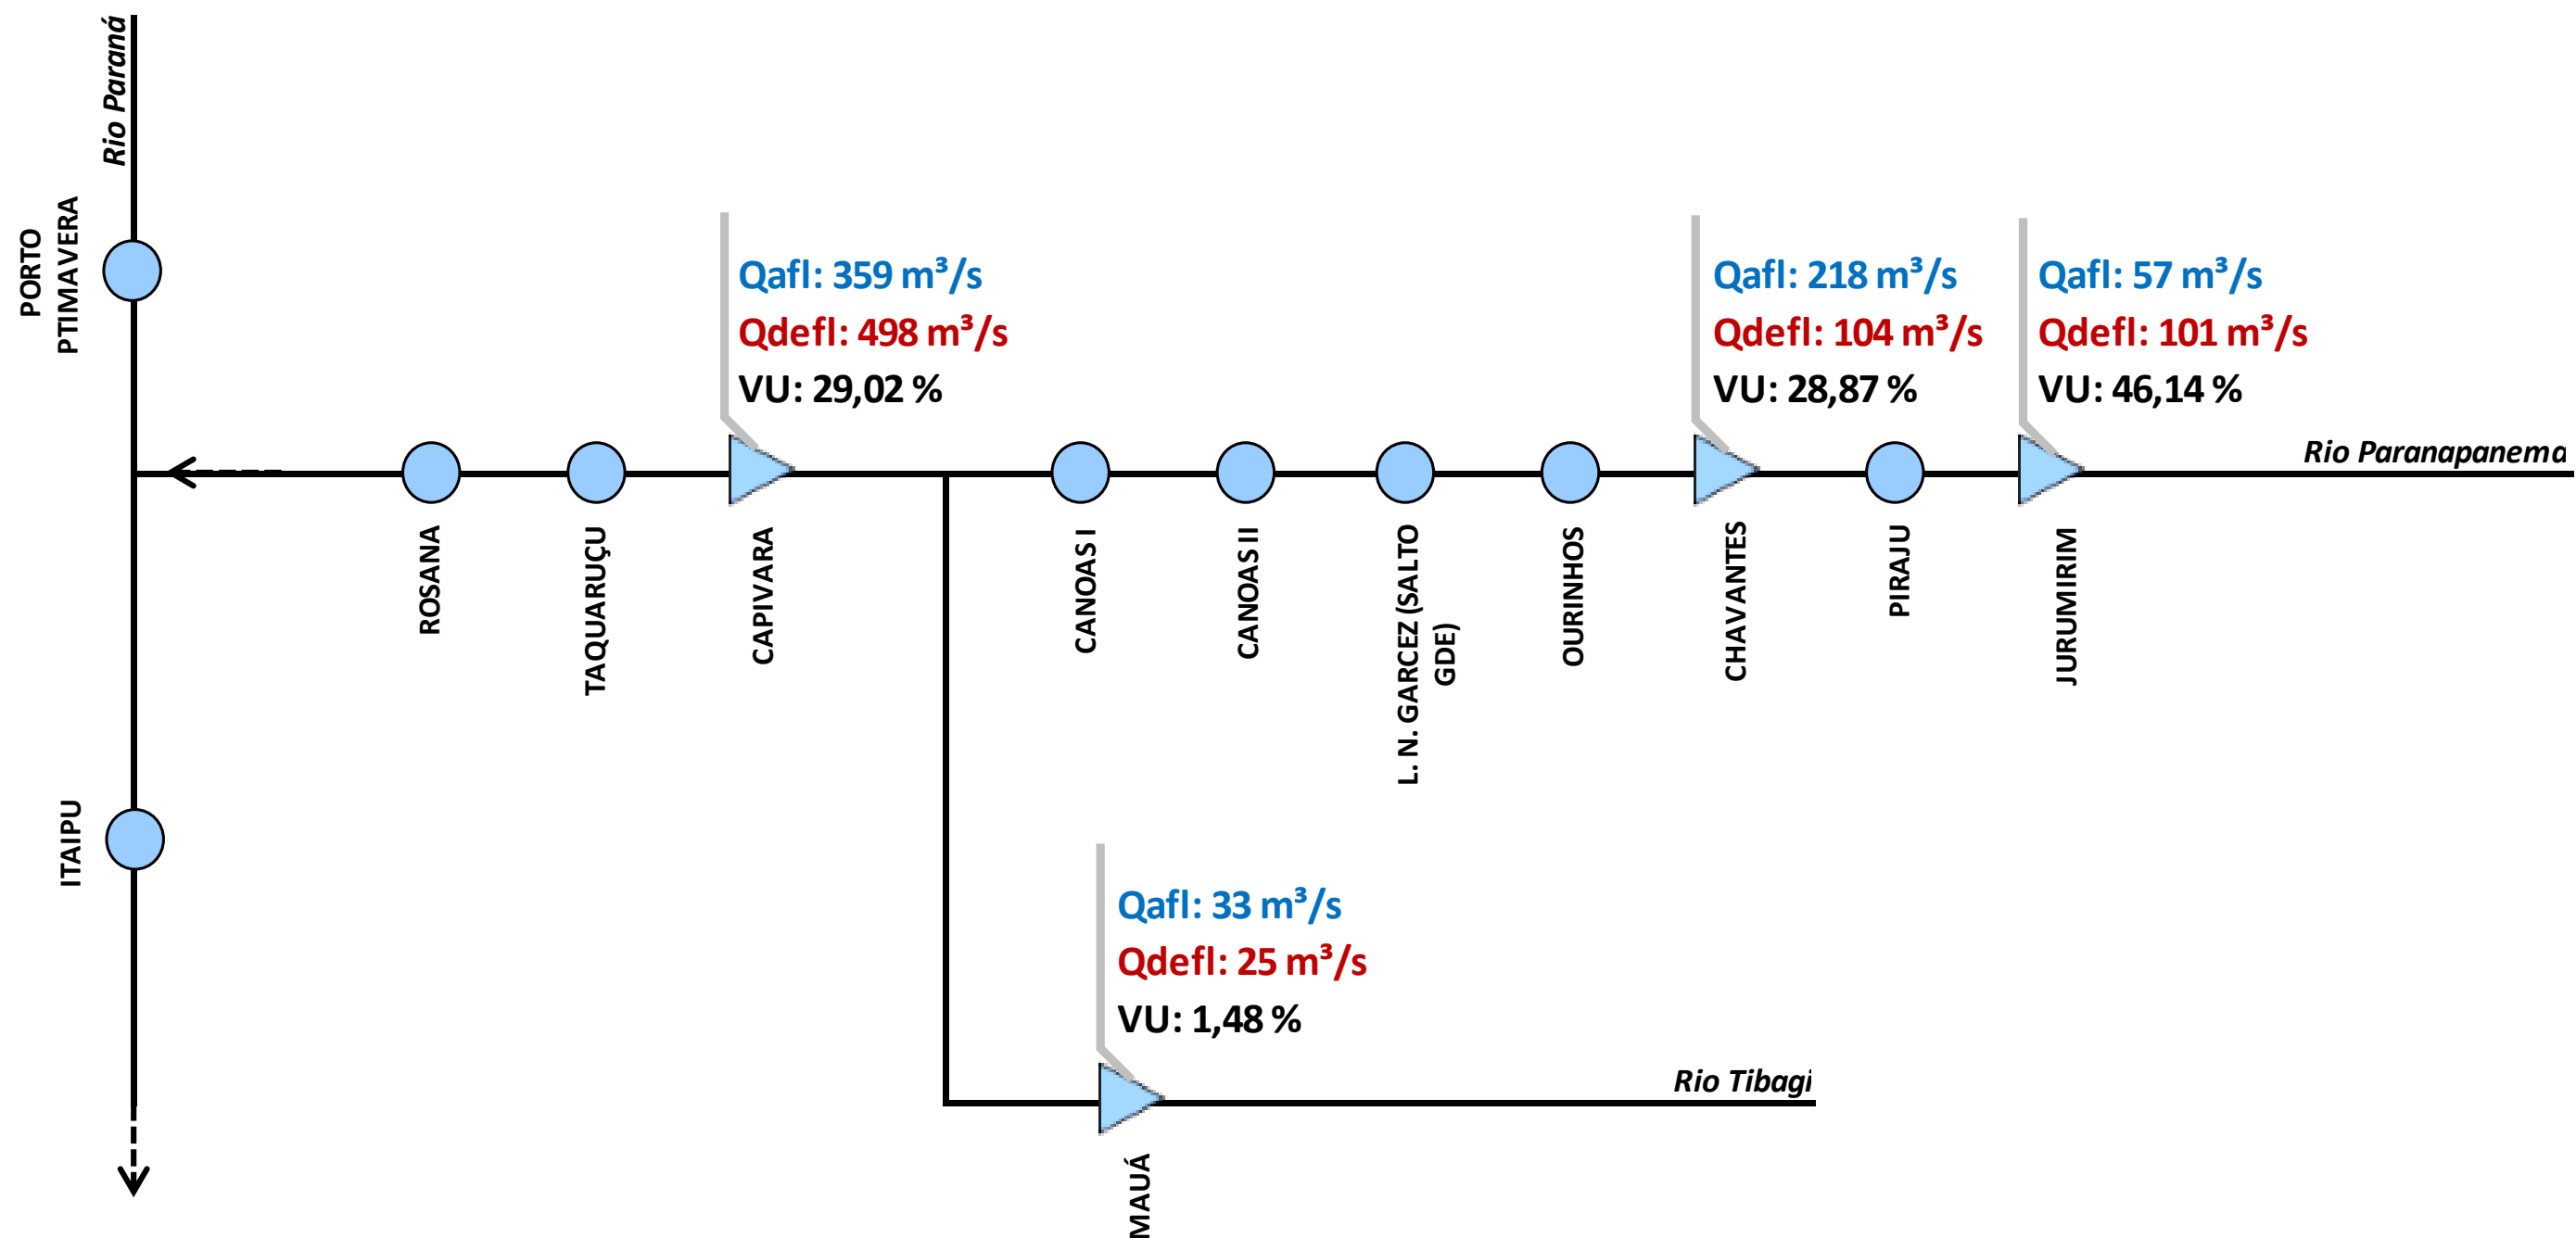 Rio Paraná
PORTO
PTIMAVERA
Qafl: 359 m³/s
Qdefl: 498 m³/s
VU: 29,02 %
Qafl: 218 m³/s
Qdefl: 104 m³/s
VU: 28,87 %
Qafl: 57 m³/s
Qdefl: 101 m³/s
VU: 46,14 %
Rio Paranapanema
ROSANA
TAQUARUÇU
CAPIVARA
CANOAS I
CANOAS II
L. N. GARCEZ (SALTO
GDE)
OURINHOS
CHAVANTES
PIRAJU
JURUMIRIM
ITAIPU
Qafl: 33 m³/s
Qdefl: 25 m³/s
VU: 1,48 %
Rio Tibagi
MAUÁ